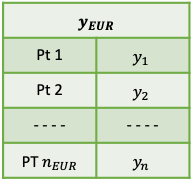 y_EUR
Pt 1 y_1
Pt 2 y_2
---- ----
PT n_EUR y_n